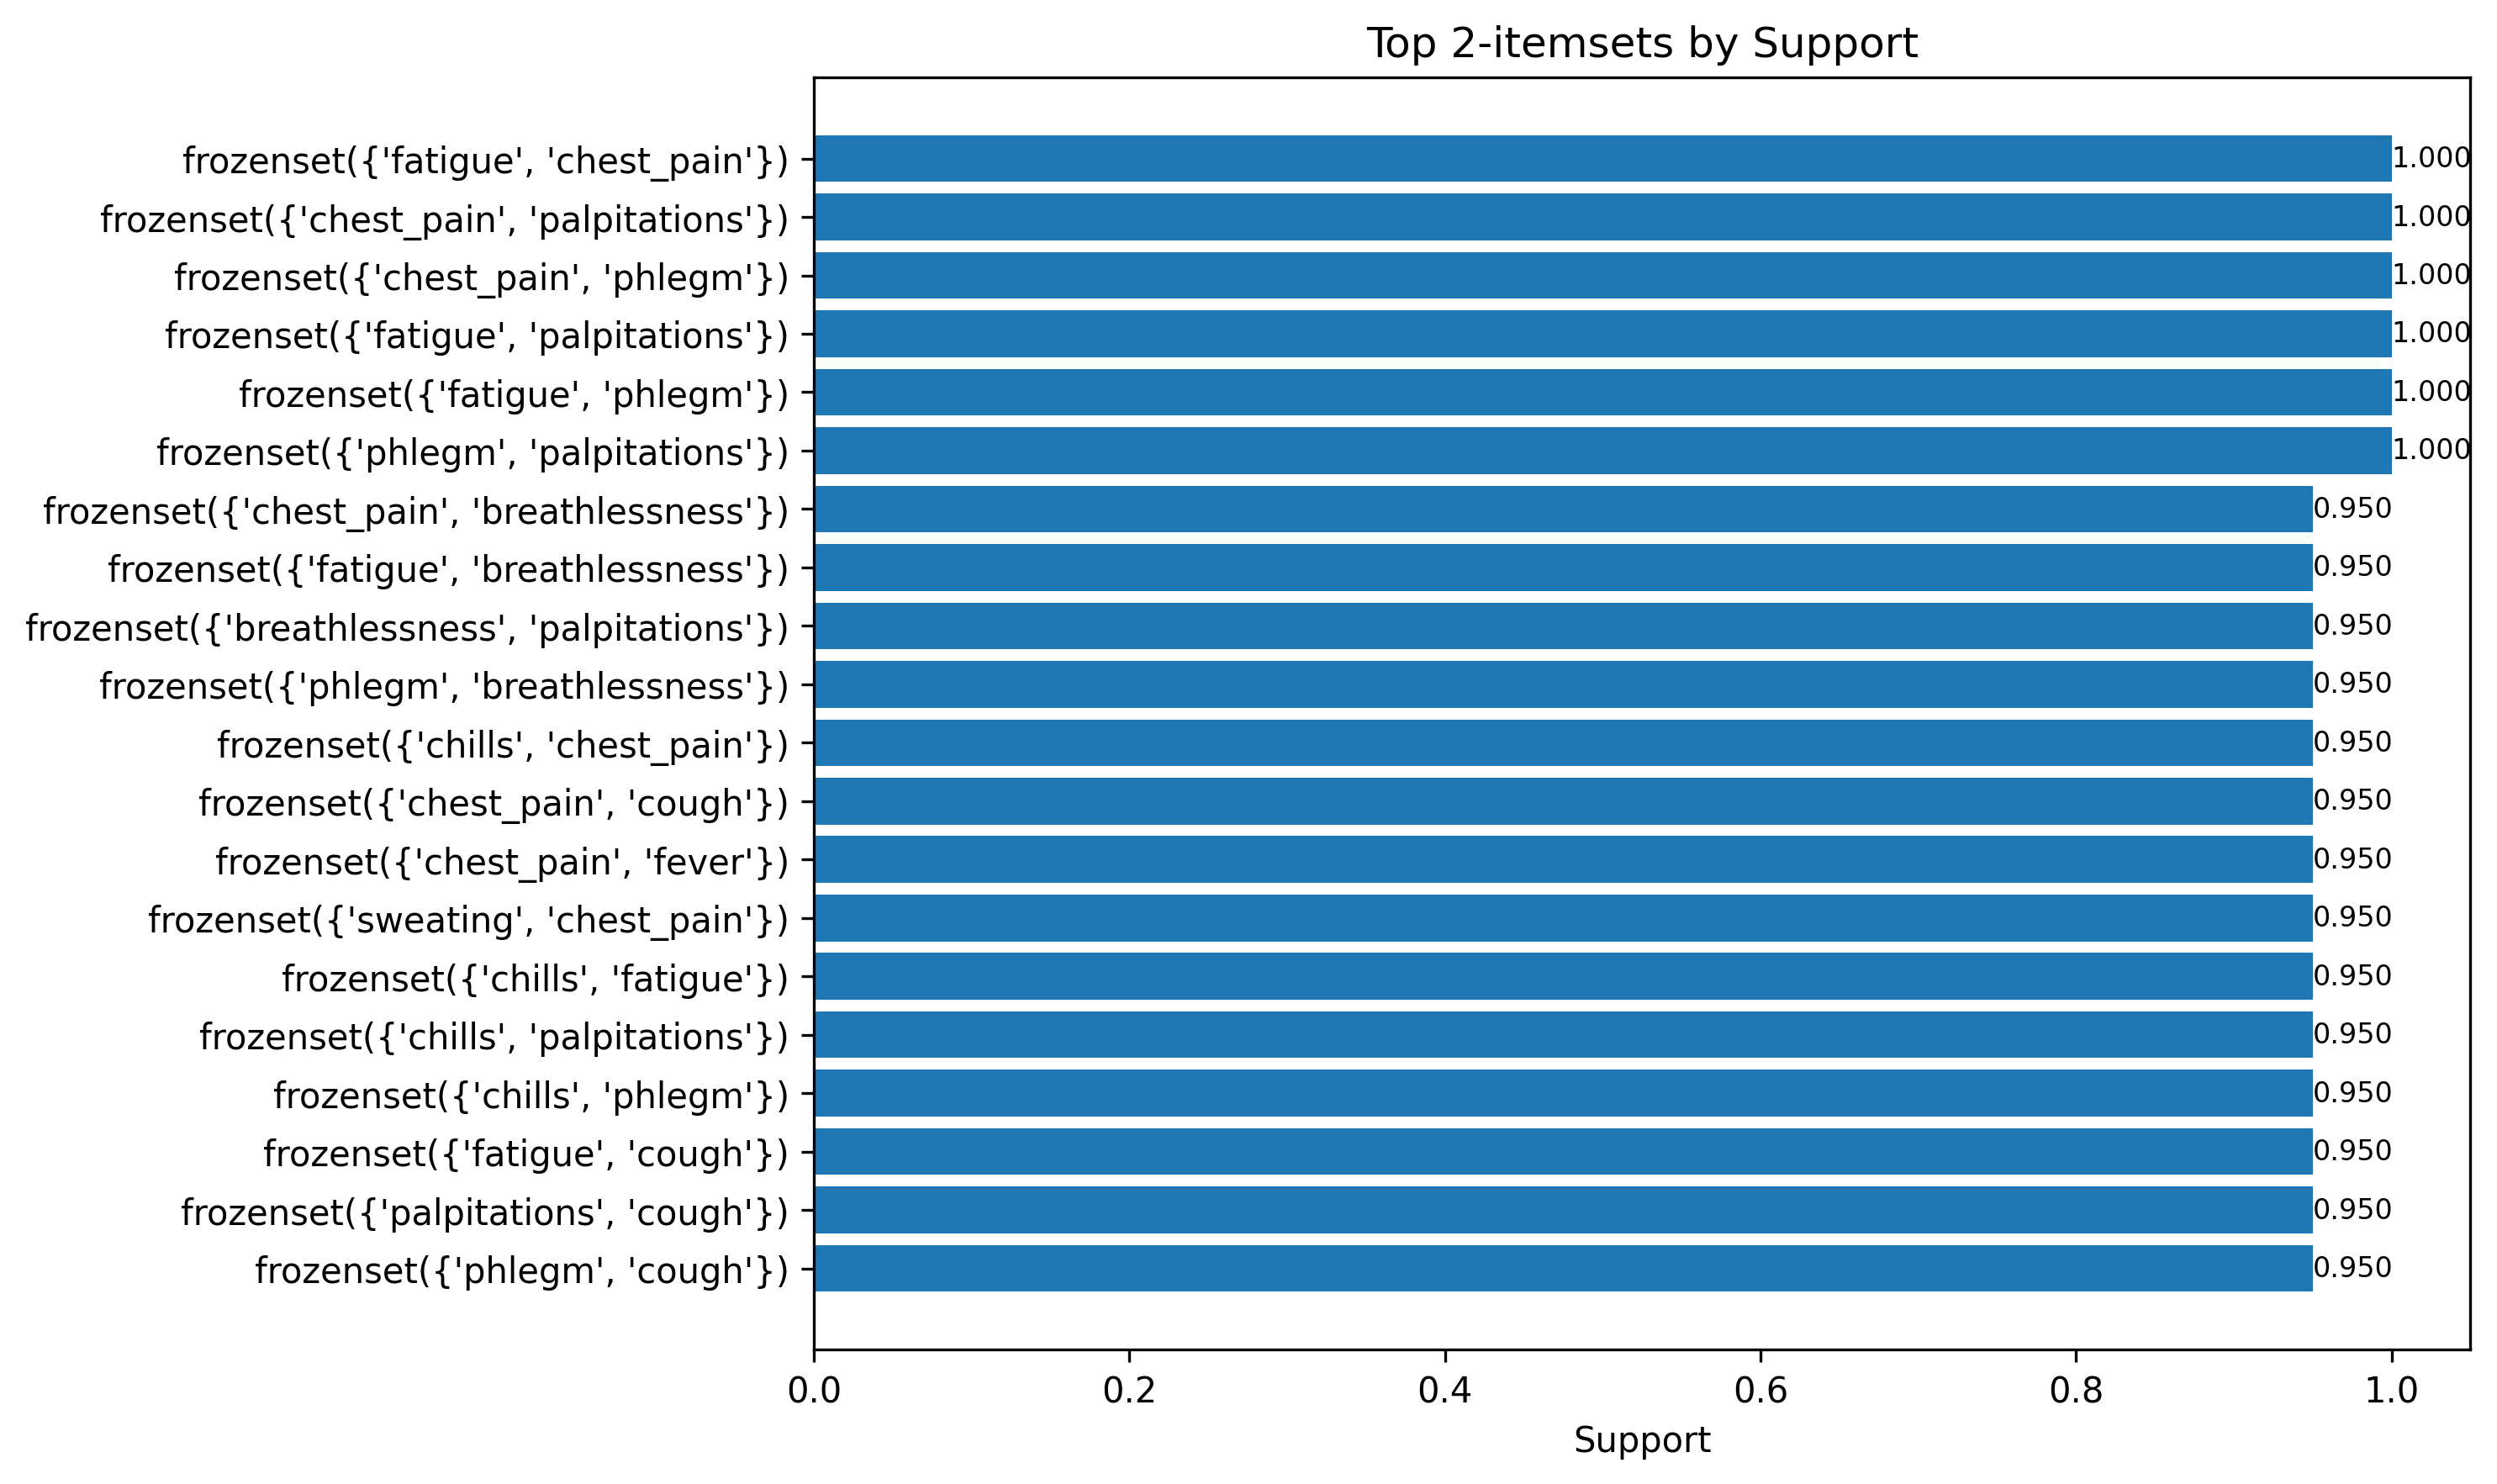 Top 2-itemsets by Support
frozenset({'fatigue', 'chest_pain'}) 1.000
frozenset({'chest_pain', 'palpitations'}) 1.000
frozenset({'chest_pain', 'phlegm'}) 1.000
frozenset({'fatigue', 'palpitations'}) 1.000
frozenset({'fatigue', 'phlegm'}) 1.000
frozenset({'phlegm', 'palpitations'}) 1.000
frozenset({'chest_pain', 'breathlessness'}) 0.950
frozenset({'fatigue', 'breathlessness'}) 0.950
frozenset({'breathlessness', 'palpitations'}) 0.950
frozenset({'phlegm', 'breathlessness'}) 0.950
frozenset({'chills', 'chest_pain'}) 0.950
frozenset({'chest_pain', 'cough'}) 0.950
frozenset({'chest_pain', 'fever'}) 0.950
frozenset({'sweating', 'chest_pain'}) 0.950
frozenset({'chills', 'fatigue'}) 0.950
frozenset({'chills', 'palpitations'}) 0.950
frozenset({'chills', 'phlegm'}) 0.950
frozenset({'fatigue', 'cough'}) 0.950
frozenset({'palpitations', 'cough'}) 0.950
frozenset({'phlegm', 'cough'}) 0.950
0.0 0.2 0.4 0.6 0.8 1.0
Support